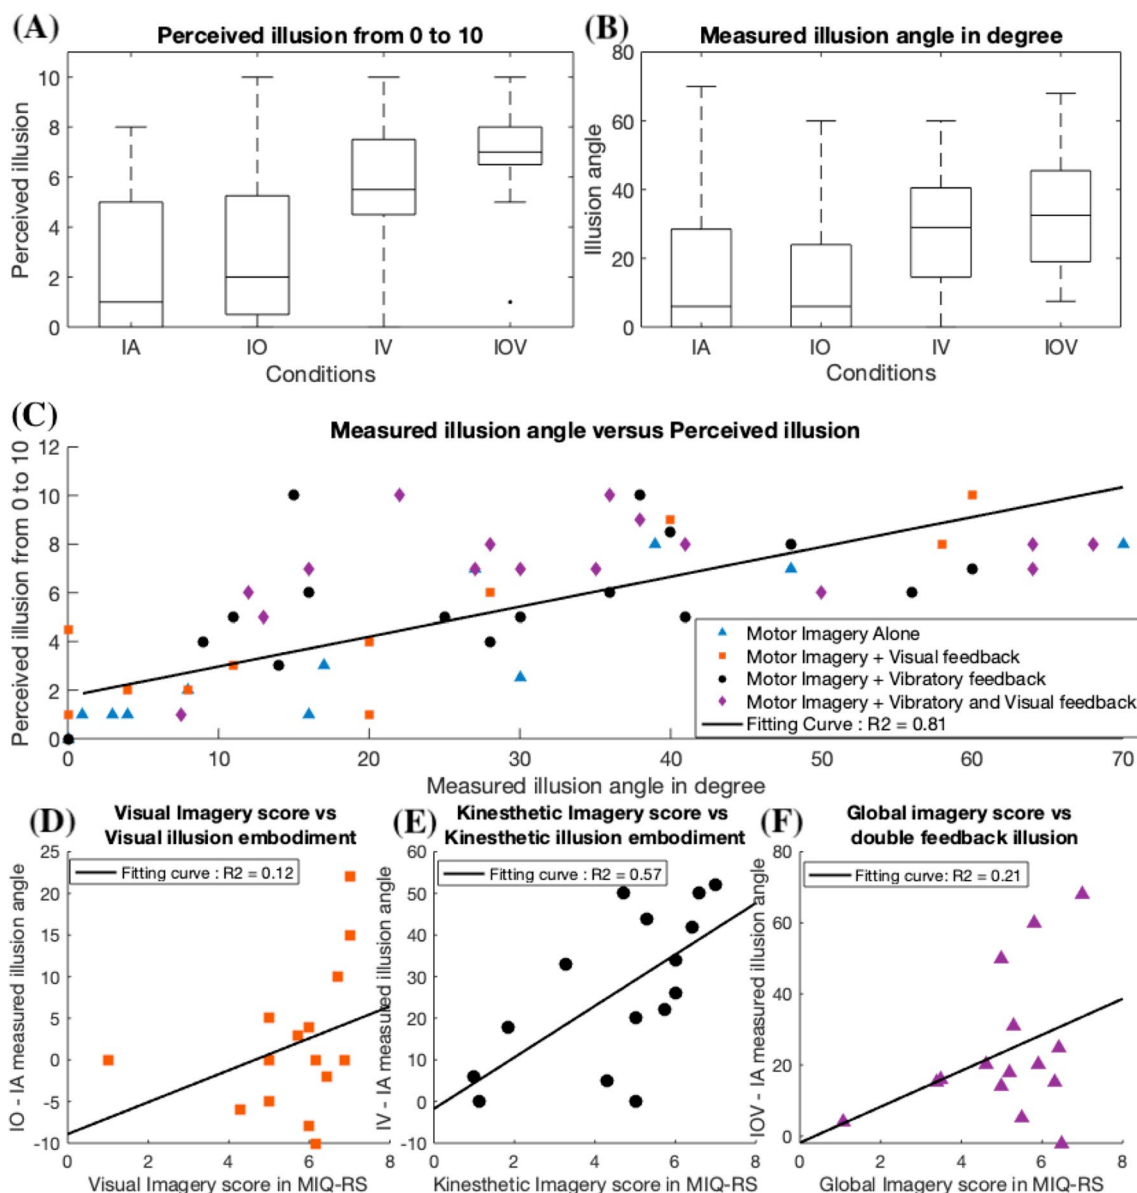 (A)
Perceived illusion from 0 to 10
Perceived illusion
10
8
6
4
2
0
IA
IO
IV
IOV
Conditions
(B)
Measured illusion angle in degree
Illusion angle
80
60
40
20
0
IA
IO
IV
IOV
Conditions
(C)
Measured illusion angle versus Perceived illusion
Perceived illusion from 0 to 10
12
10
8
6
4
2
0
Motor Imagery Alone
Motor Imagery + Visual feedback
Motor Imagery + Vibratory feedback
Motor Imagery + Vibratory and Visual feedback
Fitting Curve : R2 = 0.81
0
10
20
30
40
50
60
70
Measured illusion angle in degree
(D)
Visual Imagery score vs
Visual illusion embodiment
IO - IA measured illusion angle
25
20
15
10
5
0
-5
-10
Fitting curve : R2 = 0.12
0
2
4
6
8
Visual Imagery score in MIQ-RS
(E)
Kinesthetic Imagery score vs
Kinesthetic illusion embodiment
IV - IA measured illusion angle
60
50
40
30
20
10
0
-10
Fitting curve : R2 = 0.57
0
2
4
6
8
Kinesthetic Imagery score in MIQ-RS
(F)
Global imagery score vs
double feedback illusion
IOV - IA measured illusion angle
80
60
40
20
0
Fitting curve: R2 = 0.21
0
2
4
6
8
Global Imagery score in MIQ-RS